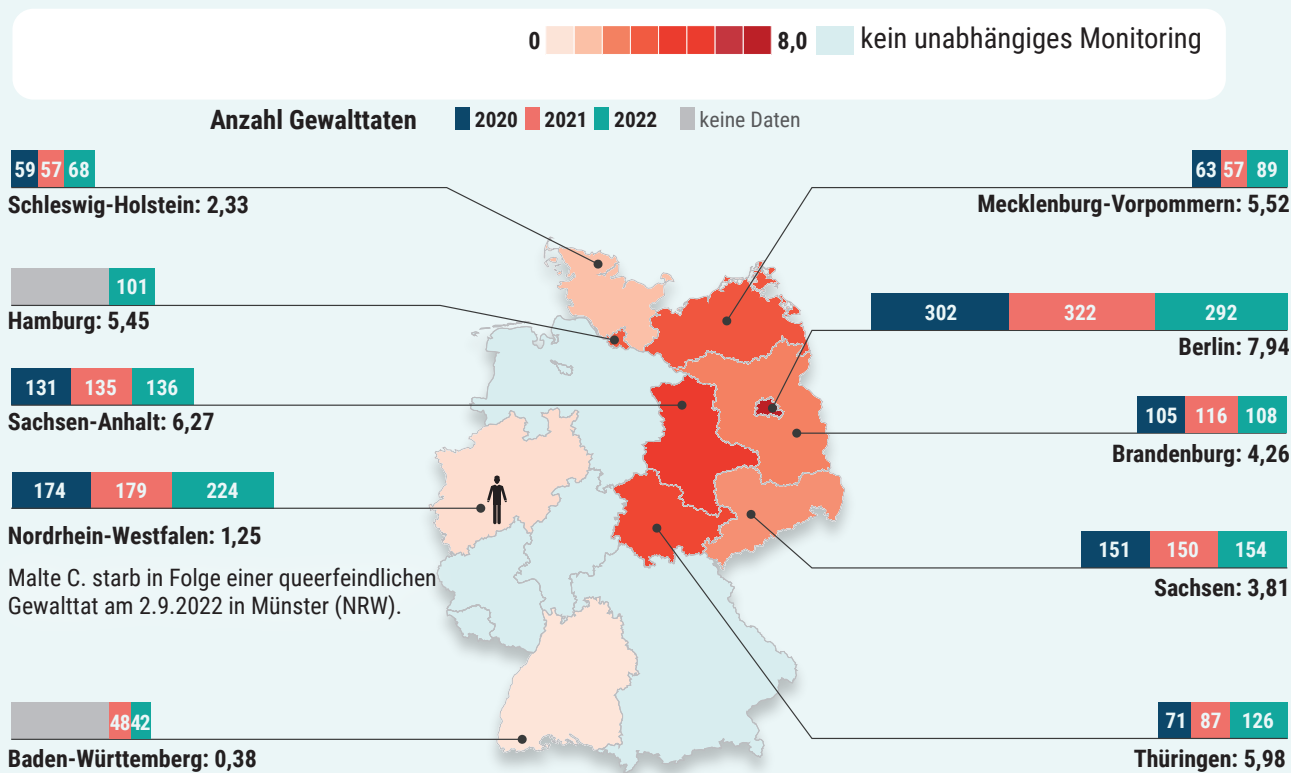 0 8,0 kein unabhängiges Monitoring
Anzahl Gewalttaten 2020 2021 2022 keine Daten
59 57 68
Schleswig-Holstein: 2,33
101
Hamburg: 5,45
131 135 136
Sachsen-Anhalt: 6,27
174 179 224
Nordrhein-Westfalen: 1,25
Malte C. starb in Folge einer queerfeindlichen
Gewalttat am 2.9.2022 in Münster (NRW).
48 42
Baden-Württemberg: 0,38
63 57 89
Mecklenburg-Vorpommern: 5,52
302 322 292
Berlin: 7,94
105 116 108
Brandenburg: 4,26
151 150 154
Sachsen: 3,81
71 87 126
Thüringen: 5,98